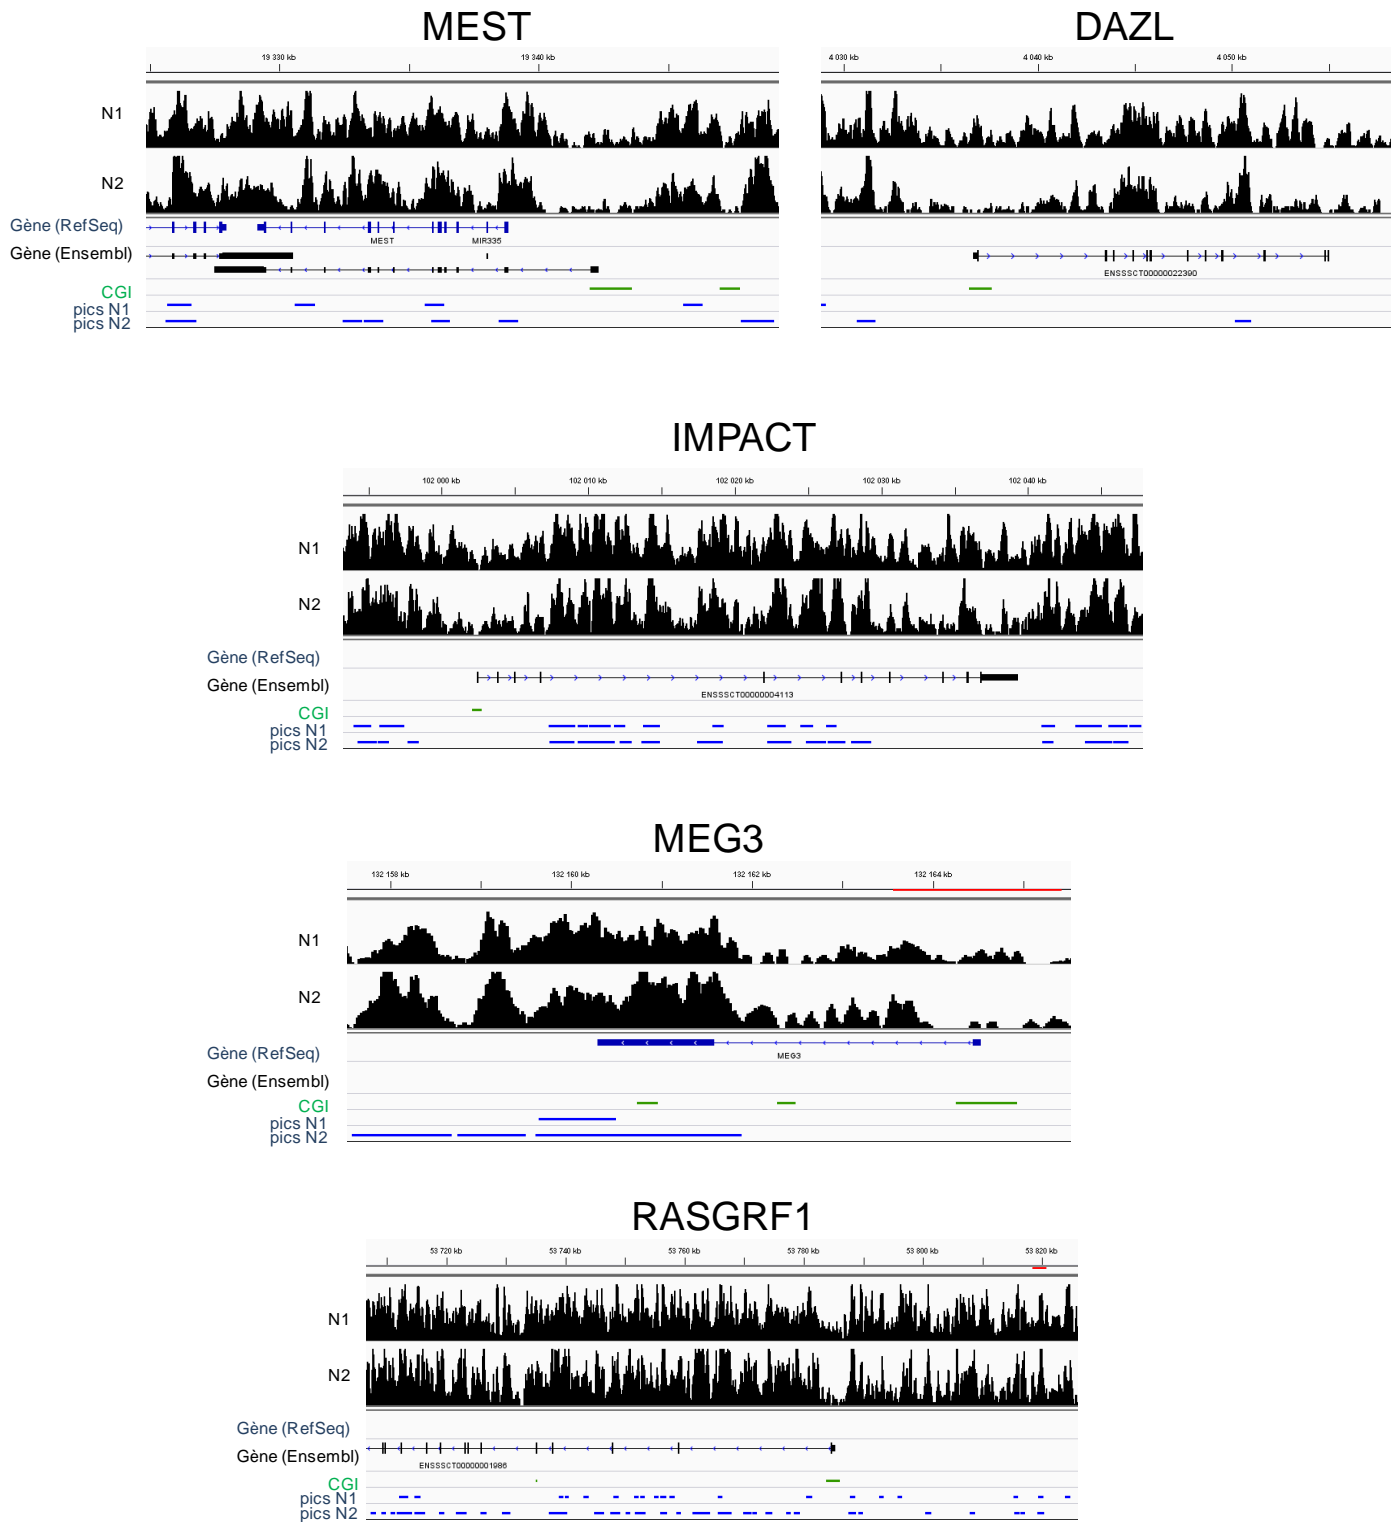 MEST
DAZL
19 330 kb 19 340 kb
4 030 kb 4 040 kb 4 050 kb
N1
N2
Gène (RefSeq)
MEST MIR335
Gène (Ensembl)
ENSSSCT00000022390
CGI
pics N1
pics N2
IMPACT
102 000 kb 102 010 kb 102 020 kb 102 030 kb 102 040 kb
N1
N2
Gène (RefSeq)
Gène (Ensembl)
ENSSSCT00000004113
CGI
pics N1
pics N2
MEG3
132 158 kb 132 160 kb 132 162 kb 132 164 kb
N1
N2
Gène (RefSeq)
MEG3
Gène (Ensembl)
CGI
pics N1
pics N2
RASGRF1
53 720 kb 53 740 kb 53 760 kb 53 780 kb 53 800 kb 53 820 kb
N1
N2
Gène (RefSeq)
Gène (Ensembl)
ENSSSCT00000001986
CGI
pics N1
pics N2